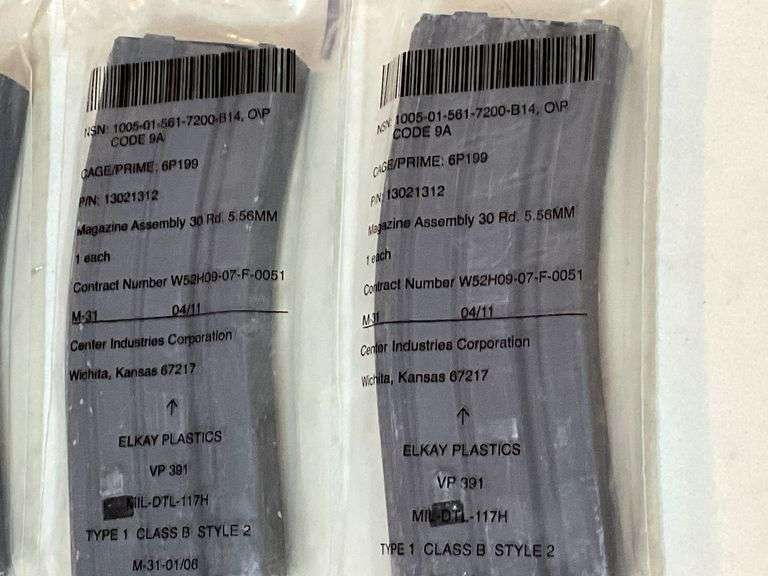 NSN: 1005-01-561-7200-B14, O\P
CODE 9A
CAGE/PRIME: 6P199
P/N: 13021312
Magazine Assembly 30 Rd. 5.56MM
1 each
Contract Number W52H09-07-F-0051
M-31 04/11
Center Industries Corporation
Wichita, Kansas 67217
↑
ELKAY PLASTICS
VP 391
MIL-DTL-117H
TYPE 1 CLASS B STYLE 2
M-31-01/06
NSN: 1005-01-561-7200-B14, O\P
CODE 9A
CAGE/PRIME: 6P199
P/N: 13021312
Magazine Assembly 30 Rd. 5.56MM
1 each
Contract Number W52H09-07-F-0051
M-31 04/11
Center Industries Corporation
Wichita, Kansas 67217
↑
ELKAY PLASTICS
VP 391
MIL-DTL-117H
TYPE 1 CLASS B STYLE 2